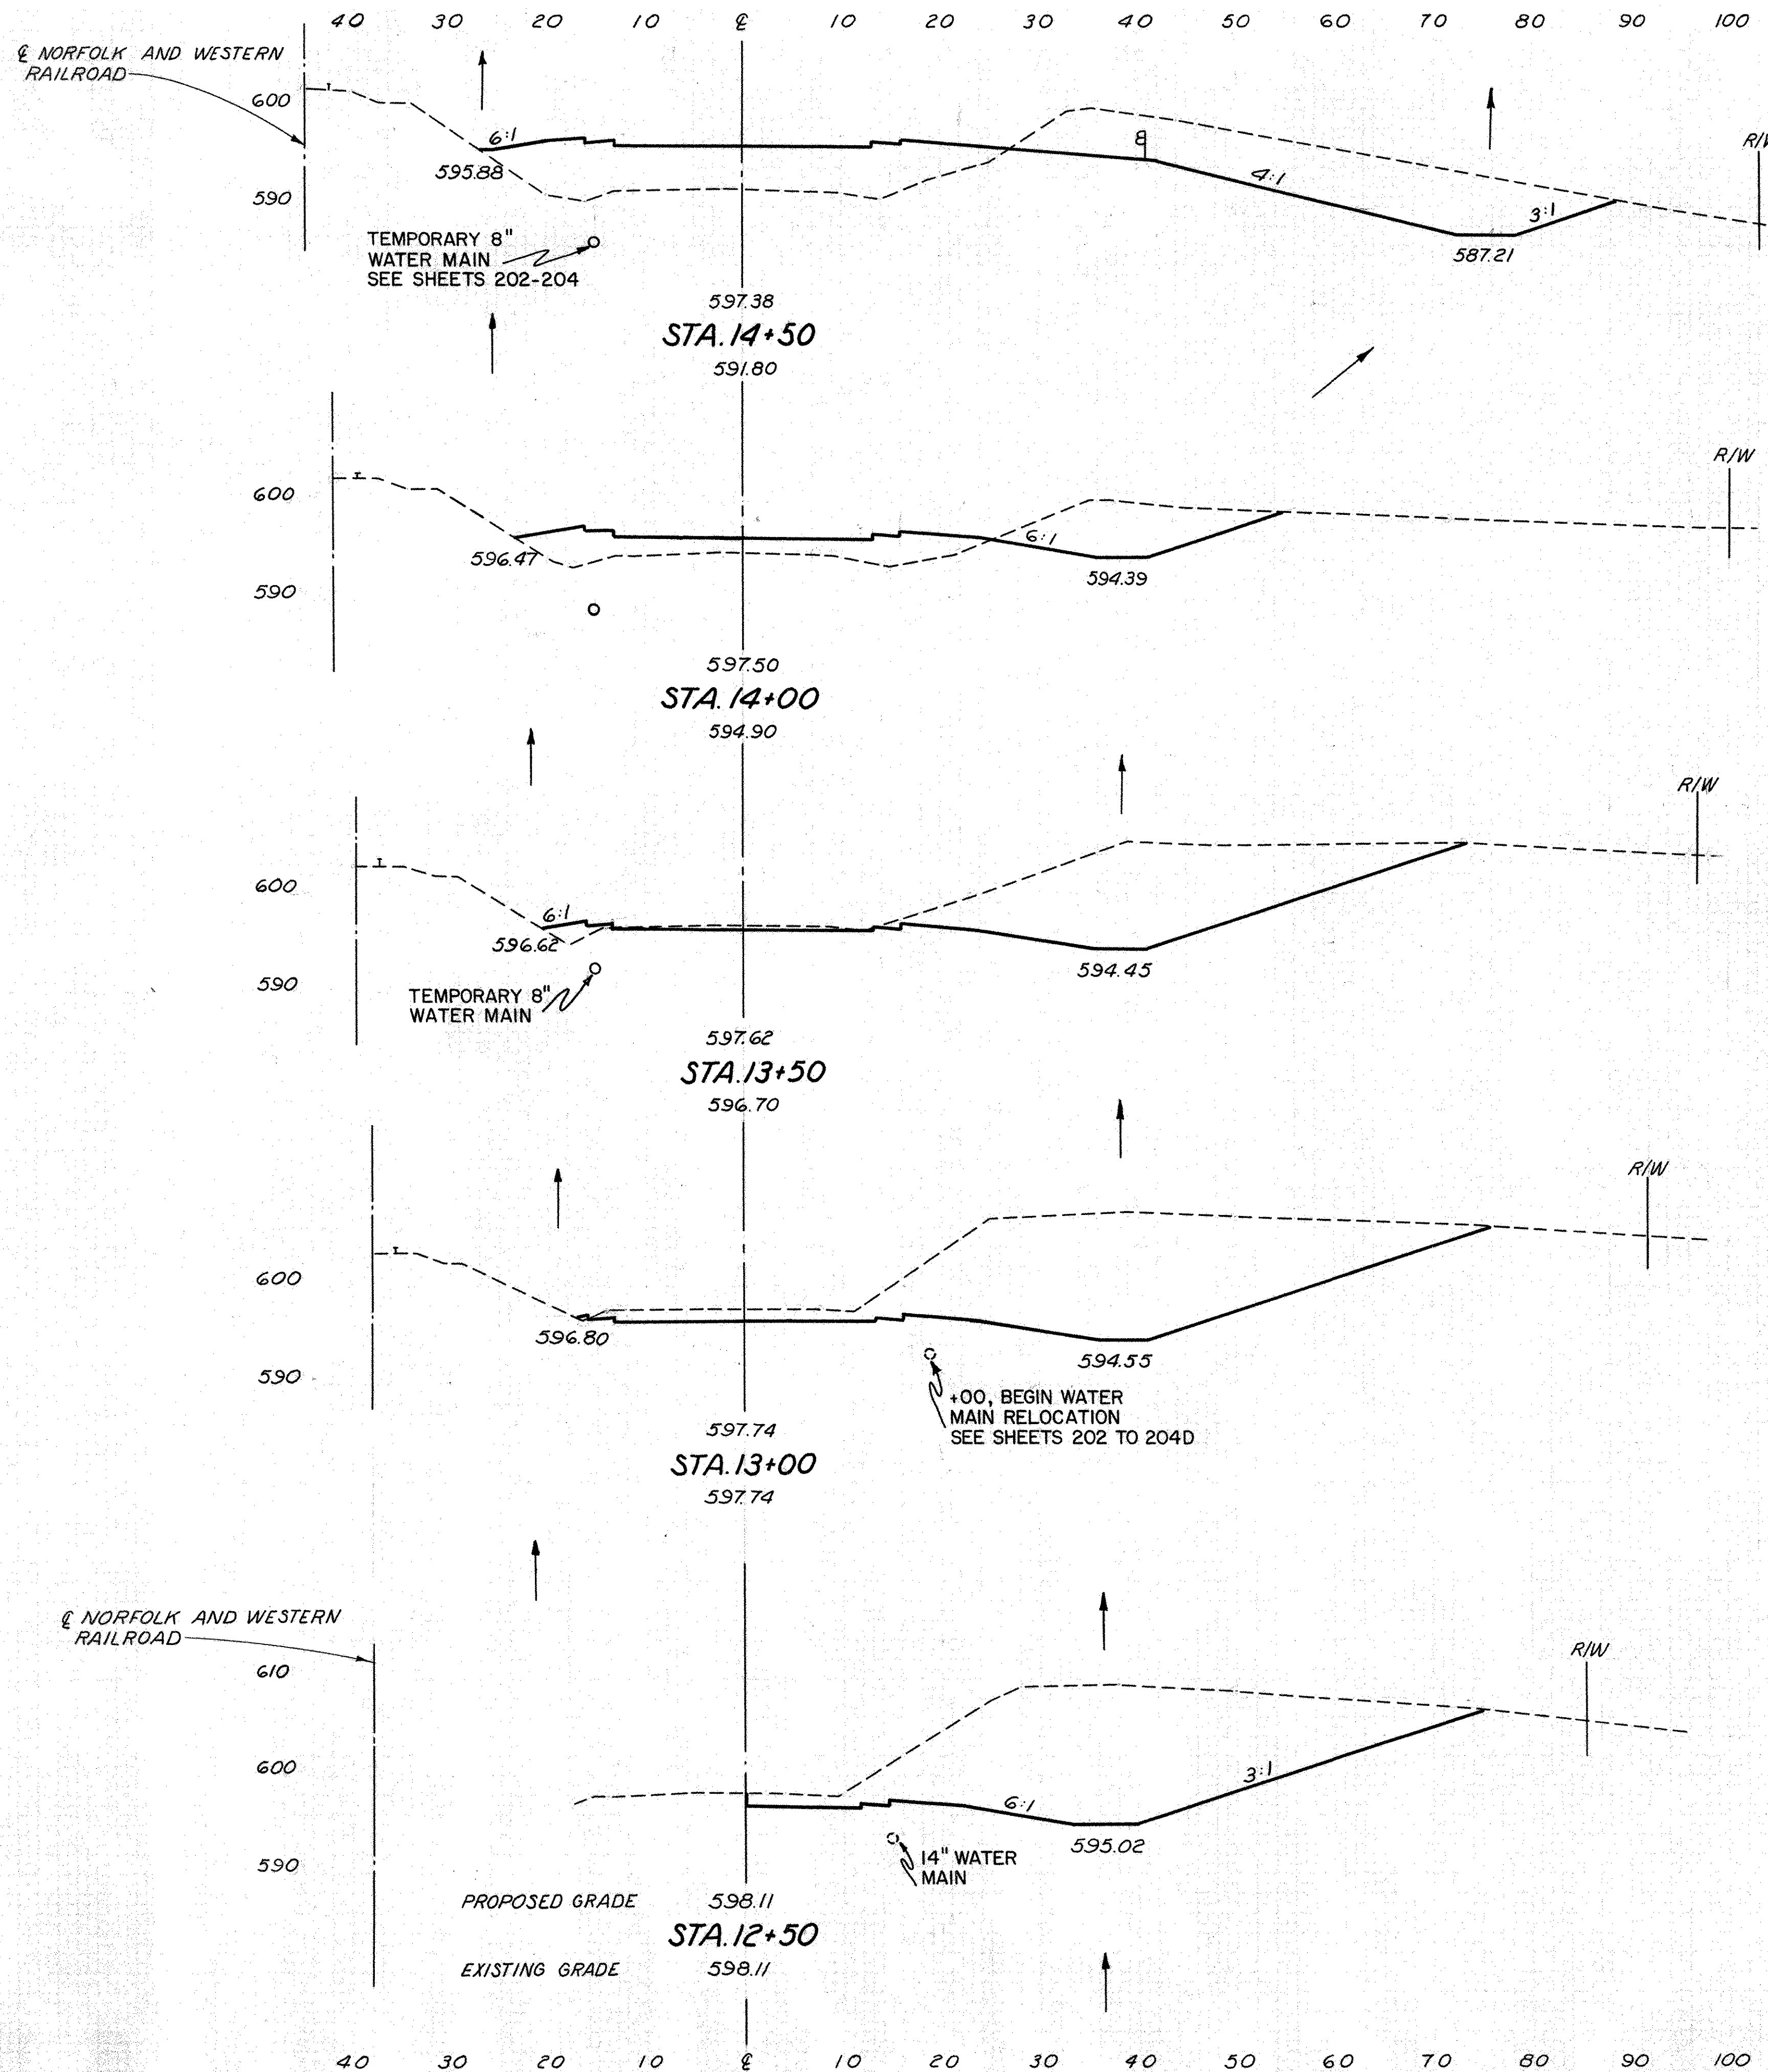 40 30 20 10 ℄ 10 20 30 40 50 60 70 80 90 100
℄ NORFOLK AND WESTERN
RAILROAD
600
6:1
8
R/W
595.88
4:1
590
3:1
587.21
TEMPORARY 8"
WATER MAIN
SEE SHEETS 202-204
597.38
STA. 14+50
591.80
R/W
600
6:1
596.47
594.39
590
597.50
STA. 14+00
594.90
R/W
600
6:1
596.62
594.45
590
TEMPORARY 8"
WATER MAIN
597.62
STA. 13+50
596.70
R/W
600
596.80
594.55
590
+00, BEGIN WATER
MAIN RELOCATION
SEE SHEETS 202 TO 204D
597.74
STA. 13+00
597.74
℄ NORFOLK AND WESTERN
RAILROAD
R/W
610
600
3:1
6:1
595.02
14" WATER
MAIN
590
PROPOSED GRADE 598.11
STA. 12+50
EXISTING GRADE 598.11
40 30 20 10 ℄ 10 20 30 40 50 60 70 80 90 100